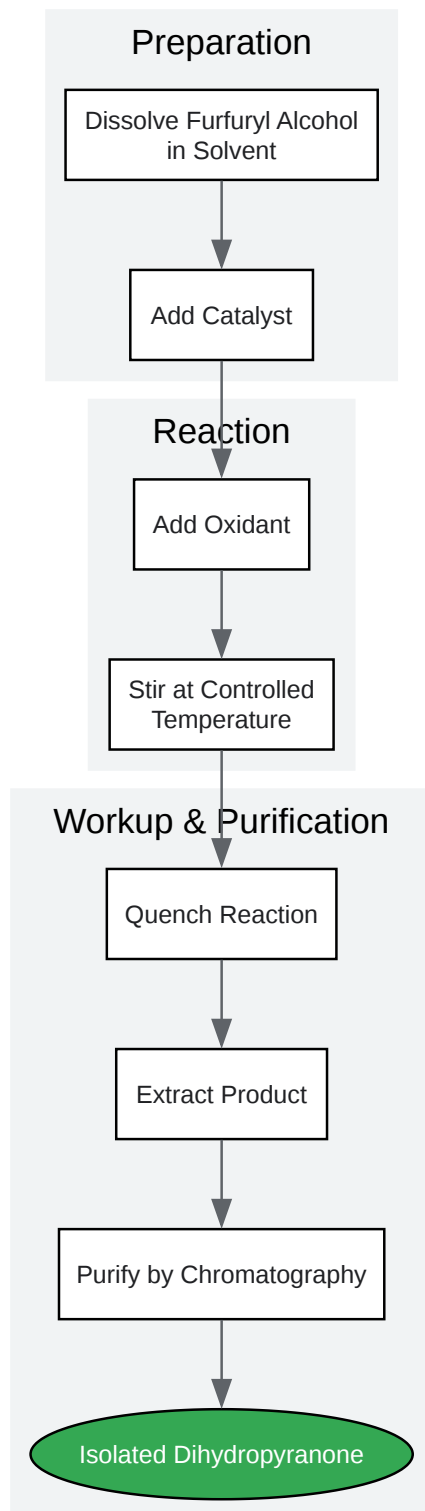 Preparation
Dissolve Furfuryl Alcohol
in Solvent
Add Catalyst
Reaction
Add Oxidant
Stir at Controlled
Temperature
Workup & Purification
Quench Reaction
Extract Product
Purify by Chromatography
Isolated Dihydropyranone